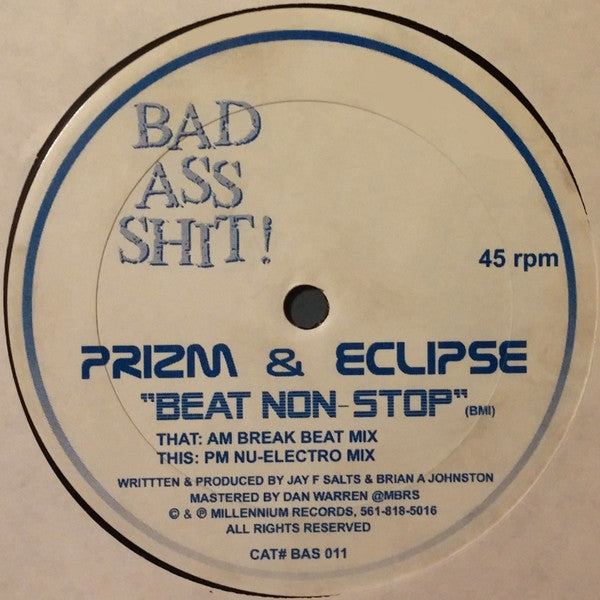 BAD
ASS
SHIT!
45 rpm
PRIZM & ECLIPSE
"BEAT NON-STOP" (BMI)
THAT: AM BREAK BEAT MIX
THIS: PM NU-ELECTRO MIX
WRITTTEN & PRODUCED BY JAY F SALTS & BRIAN A JOHNSTON
MASTERED BY DAN WARREN @MBRS
© & ℗ MILLENNIUM RECORDS, 561-818-5016
ALL RIGHTS RESERVED
CAT# BAS 011